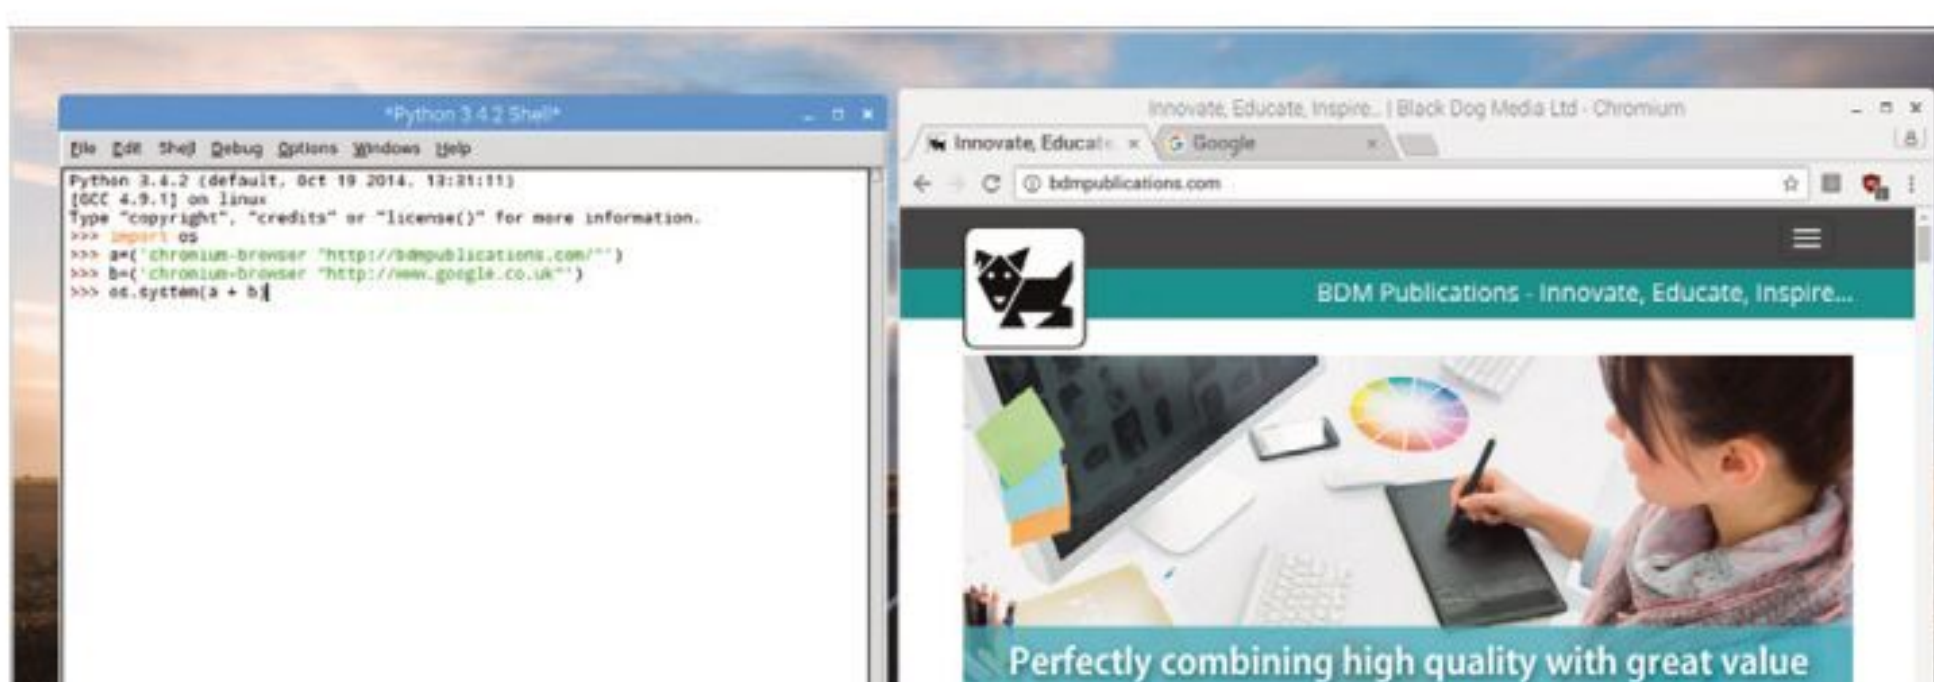 *Python 3.4.2 Shell*
File Edit Shell Debug Options Windows Help
Python 3.4.2 (default, Oct 19 2014, 13:31:11)
[GCC 4.9.1] on linux
Type "copyright", "credits" or "license()" for more information.
>>> import os
>>> a=('chromium-browser "http://bdmpublications.com/"')
>>> b=('chromium-browser "http://www.google.co.uk"')
>>> os.system(a + b)
Innovate, Educate, Inspire... | Black Dog Media Ltd - Chromium
Innovate, Educate Google
bdmpublications.com
BDM Publications - Innovate, Educate, Inspire...
Perfectly combining high quality with great value